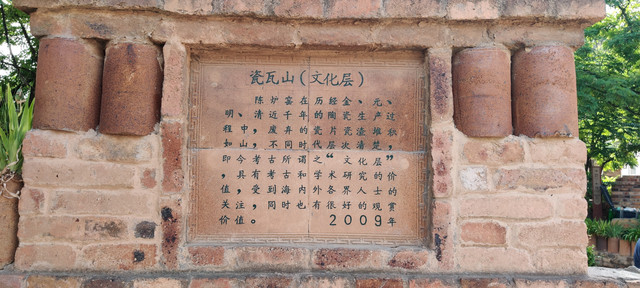 瓷瓦山(文化层)
陈炉窑在历经金、元、
明、清近千年的陶瓷生产过
程中，废弃的瓷片瓷渣堆积
如山，不同时代层次清楚，
即今考古所谓之“文化层”
，具有考古和学术研究的价
值，受到海内外各界人士的
关注，同时也有很好的观赏
价值。 2009年